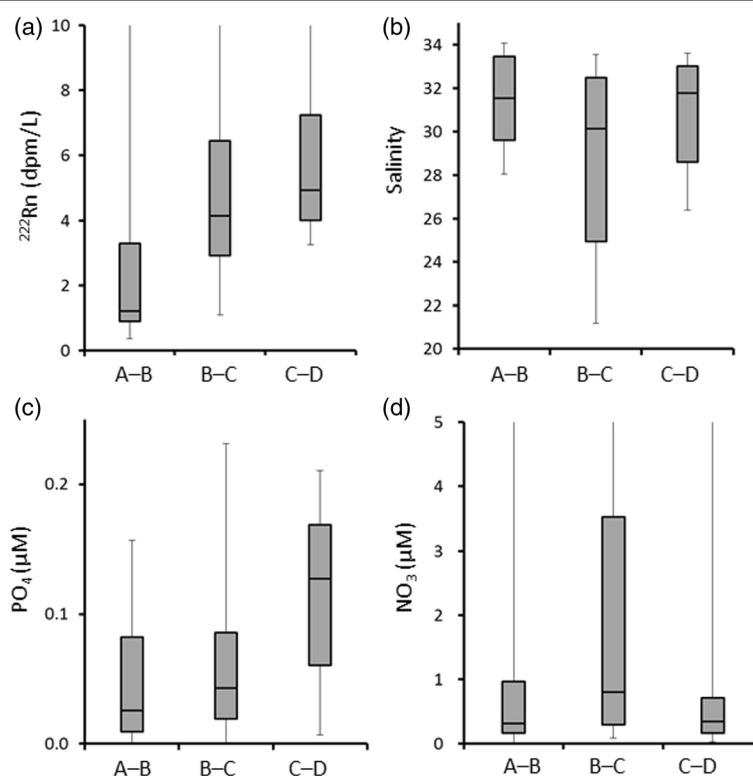 (a)
10
8
6
4
2
0
²²²Rn (dpm/L)
A–B B–C C–D
(b)
34
32
30
28
26
24
22
20
Salinity
A–B B–C C–D
(c)
0.2
0.1
0.0
PO₄ (µM)
A–B B–C C–D
(d)
5
4
3
2
1
0
NO₃ (µM)
A–B B–C C–D